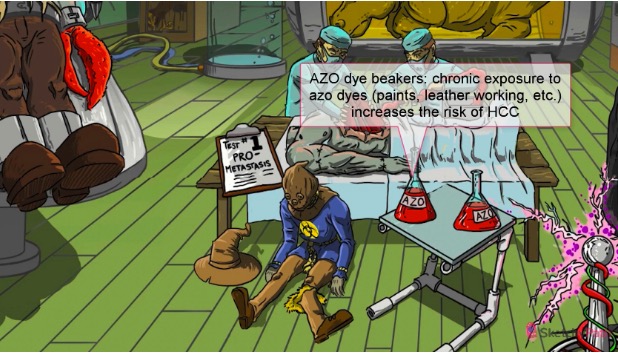 AZO dye beakers: chronic exposure to
azo dyes (paints, leather working, etc.)
increases the risk of HCC
TEST # 1
PRO-
METASTASIS
AZO
AZO